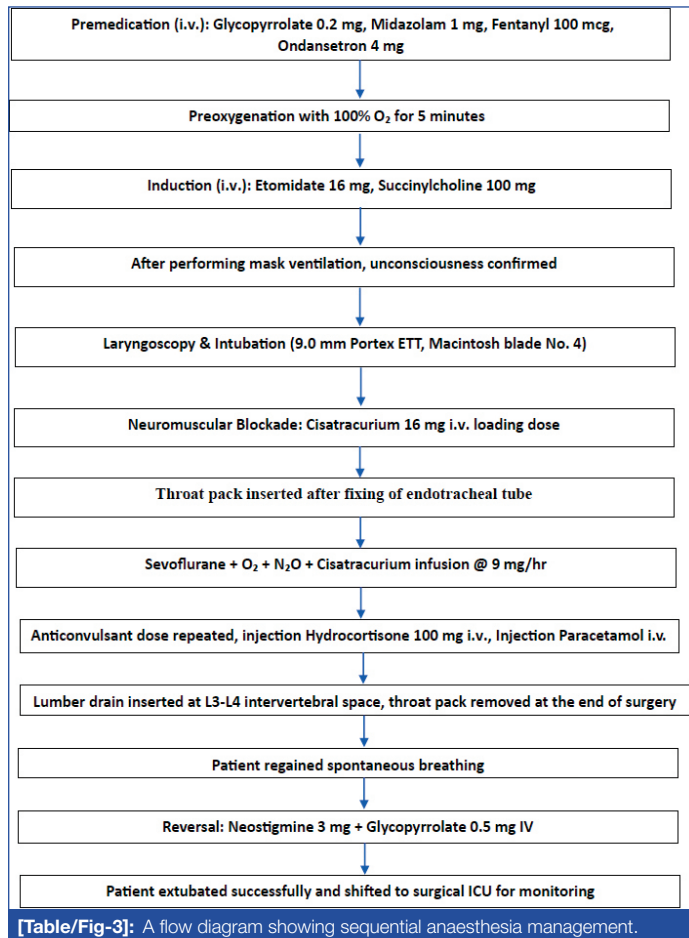 Premedication (i.v.): Glycopyrrolate 0.2 mg, Midazolam 1 mg, Fentanyl 100 mcg,
Ondansetron 4 mg
Preoxygenation with 100% O₂ for 5 minutes
Induction (i.v.): Etomidate 16 mg, Succinylcholine 100 mg
After performing mask ventilation, unconsciousness confirmed
Laryngoscopy & Intubation (9.0 mm Portex ETT, Macintosh blade No. 4)
Neuromuscular Blockade: Cisatracurium 16 mg i.v. loading dose
Throat pack inserted after fixing of endotracheal tube
Sevoflurane + O₂ + N₂O + Cisatracurium infusion @ 9 mg/hr
Anticonvulsant dose repeated, injection Hydrocortisone 100 mg i.v., Injection Paracetamol i.v.
Lumber drain inserted at L3-L4 intervertebral space, throat pack removed at the end of surgery
Patient regained spontaneous breathing
Reversal: Neostigmine 3 mg + Glycopyrrolate 0.5 mg IV
Patient extubated successfully and shifted to surgical ICU for monitoring
[Table/Fig-3]: A flow diagram showing sequential anaesthesia management.